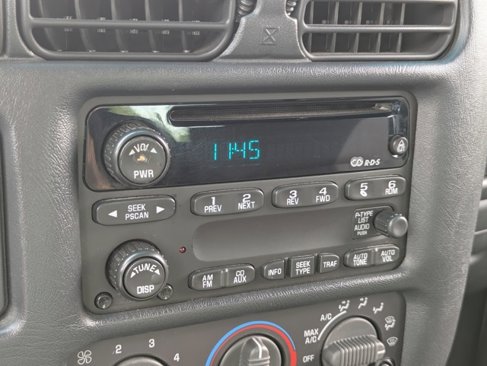 VOL
PWR
11:45
CD R·D·S
SEEK
PSCAN
1 PREV
2 NEXT
3 REV
4 FWD
5
6 RDM
P-TYPE
LIST
AUDIO
PUSH
TUNE
DISP
AM
FM
CD
AUX
INFO
SEEK
TYPE
TRAF
AUTO
TONE
AUTO
VOL
2
3
4
MAX
A/C
A/C
OFF